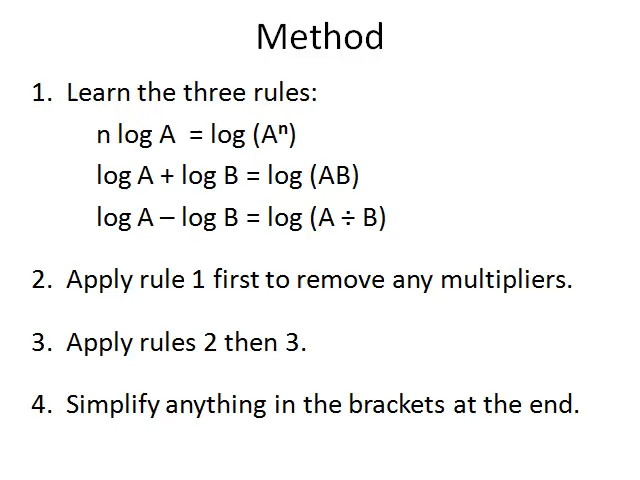 Method
1. Learn the three rules:
n log A = log (Aⁿ)
log A + log B = log (AB)
log A – log B = log (A ÷ B)
2. Apply rule 1 first to remove any multipliers.
3. Apply rules 2 then 3.
4. Simplify anything in the brackets at the end.